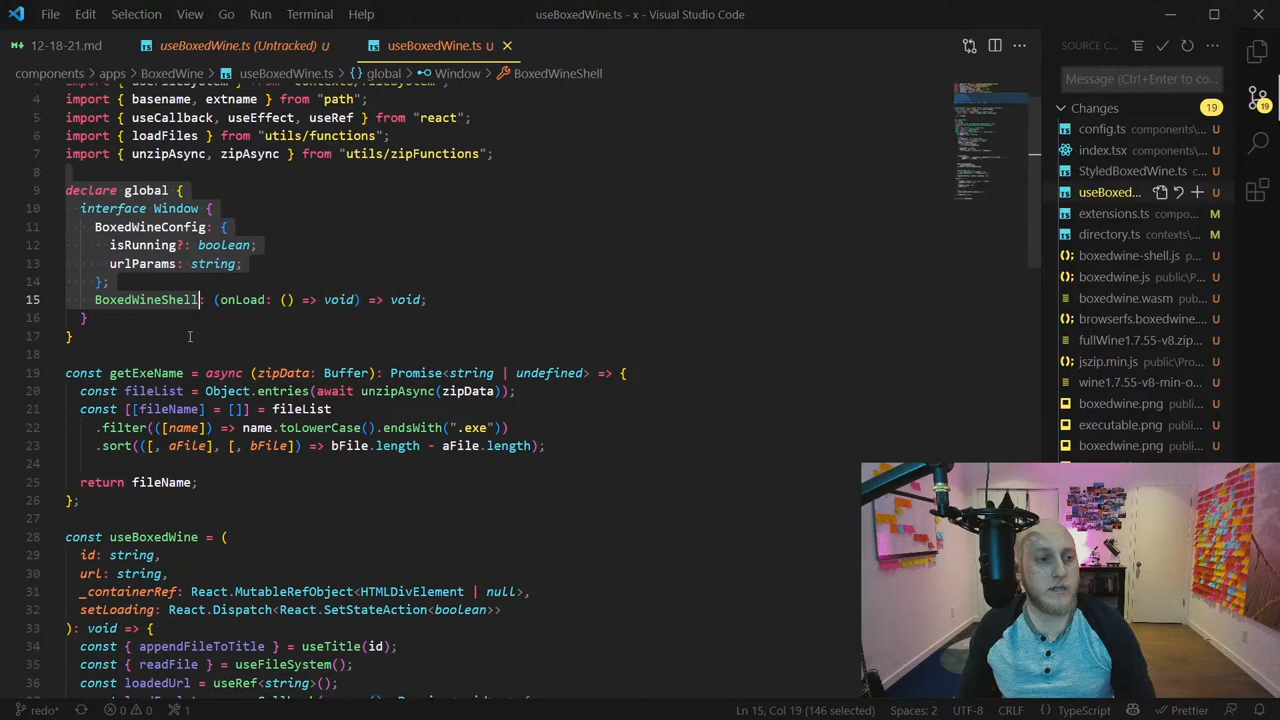 File Edit Selection View Go Run Terminal Help useBoxedWine.ts - x - Visual Studio Code
12-18-21.md useBoxedWine.ts (Untracked) U useBoxedWine.ts U
components > apps > BoxedWine > useBoxedWine.ts > {} global > Window > BoxedWineShell
4 import { basename, extname } from "path";
5 import { useCallback, useEffect, useRef } from "react";
6 import { loadFiles } from "utils/functions";
7 import { unzipAsync, zipAsync } from "utils/zipFunctions";
8
9 declare global {
10 interface Window {
11 BoxedWineConfig: {
12 isRunning?: boolean;
13 urlParams: string;
14 };
15 BoxedWineShell: (onLoad: () => void) => void;
16 }
17 }
18
19 const getExeName = async (zipData: Buffer): Promise<string | undefined> => {
20 const fileList = Object.entries(await unzipAsync(zipData));
21 const [[fileName] = []] = fileList
22 .filter(([name]) => name.toLowerCase().endsWith(".exe"))
23 .sort(([, aFile], [, bFile]) => bFile.length - aFile.length);
24
25 return fileName;
26 };
27
28 const useBoxedWine = (
29 id: string,
30 url: string,
31 _containerRef: React.MutableRefObject<HTMLDivElement | null>,
32 setLoading: React.Dispatch<React.SetStateAction<boolean>>
33 ): void => {
34 const { appendFileToTitle } = useTitle(id);
35 const { readFile } = useFileSystem();
36 const loadedUrl = useRef<string>();
SOURCE C...
Message (Ctrl+Enter to co...
Changes 19
config.ts components\... U
index.tsx components\... U
StyledBoxedWine.ts ... U
useBoxed... U
extensions.ts compo... M
directory.ts contexts\... M
boxedwine-shell.js ... U
boxedwine.js public\P... U
boxedwine.wasm ... U
browserfs.boxedwine.... U
fullWine1.7.55-v8.zip... U
jszip.min.js public\Pro... U
wine1.7.55-v8-min-o... U
boxedwine.png publi... U
executable.png publi... U
boxedwine.png publi... U
19
redo* 0 0 1 Ln 15, Col 19 (146 selected) Spaces: 2 UTF-8 CRLF {} TypeScript Prettier